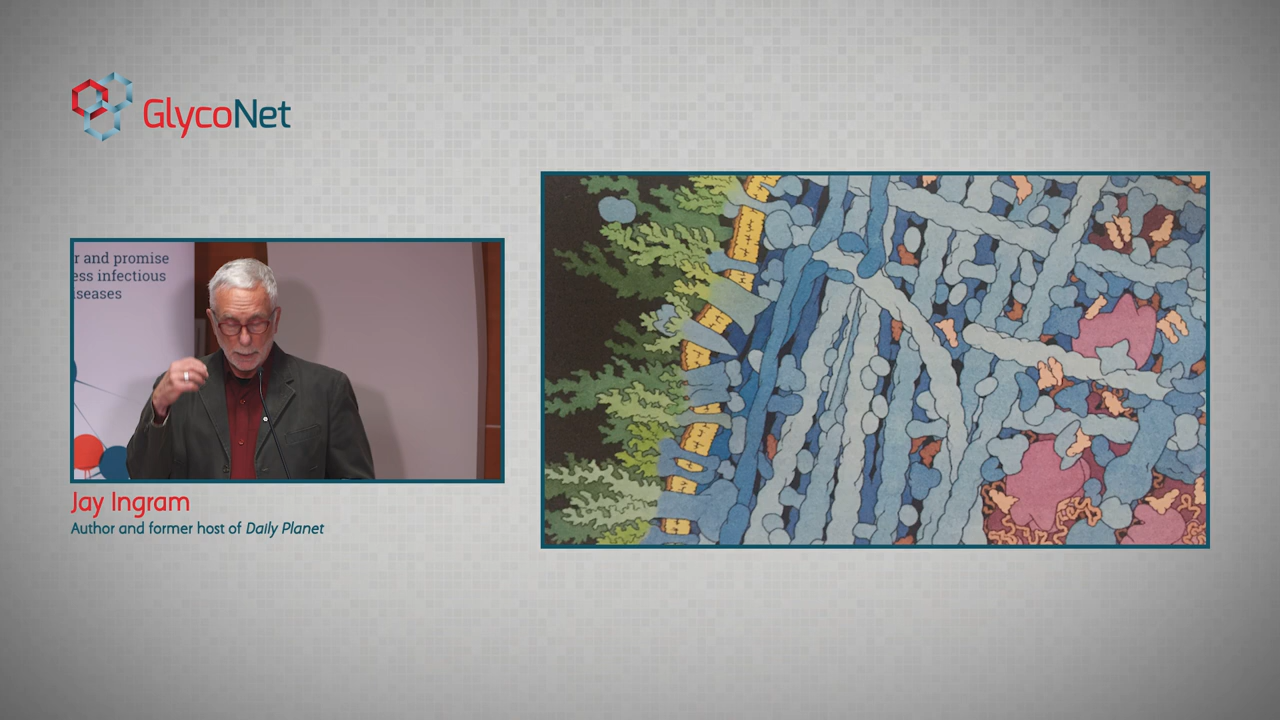 GlycoNet
r and promise
ess infectious
iseases
Jay Ingram
Author and former host of Daily Planet